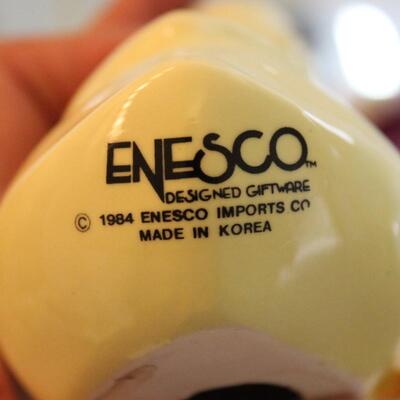 ENESCO™
DESIGNED GIFTWARE
© 1984 ENESCO IMPORTS CO
MADE IN KOREA